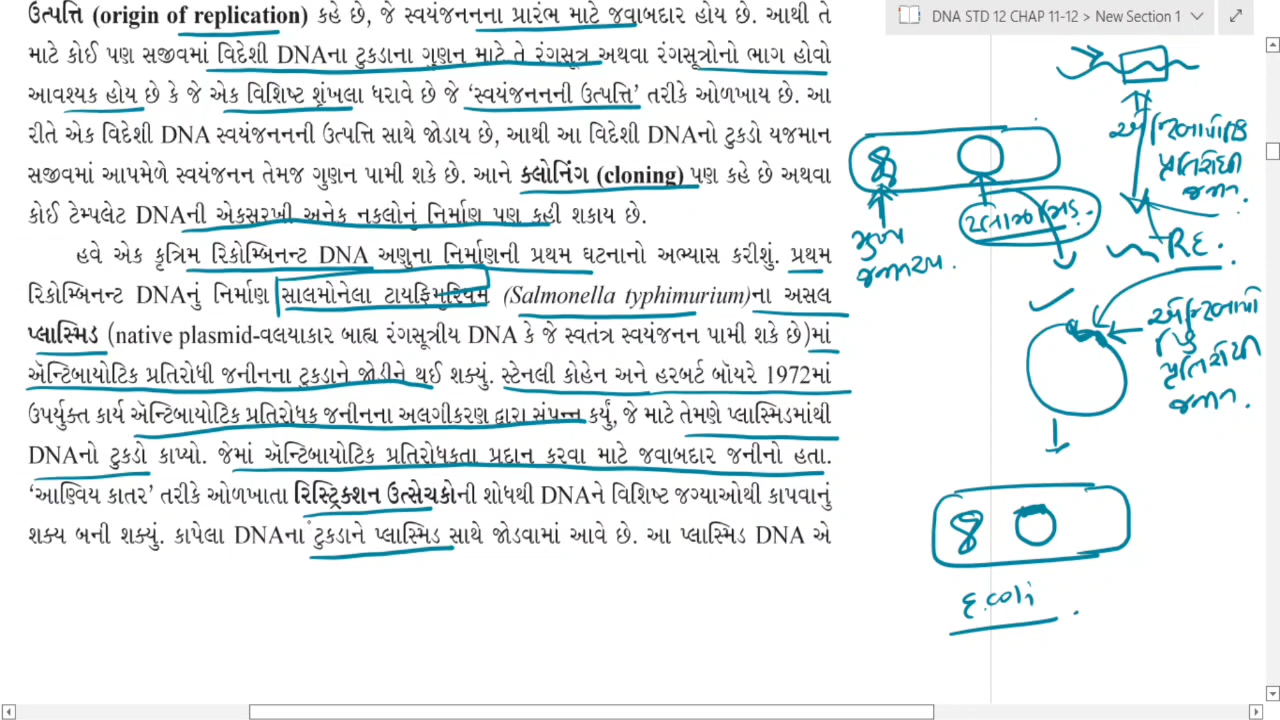 ઉત્પત્તિ (origin of replication) કહે છે, જે સ્વયંજનનના પ્રારંભ માટે જવાબદાર હોય છે. આથી તે
માટે કોઈ પણ સજીવમાં વિદેશી DNAના ટુકડાના ગુણન માટે તે રંગસૂત્ર અથવા રંગસૂત્રોનો ભાગ હોવો
આવશ્યક હોય છે કે જે એક વિશિષ્ટ શૃંખલા ધરાવે છે જે ‘સ્વયંજનનની ઉત્પત્તિ’ તરીકે ઓળખાય છે. આ
રીતે એક વિદેશી DNA સ્વયંજનનની ઉત્પત્તિ સાથે જોડાય છે, આથી આ વિદેશી DNAનો ટુકડો યજમાન
સજીવમાં આપમેળે સ્વયંજનન તેમજ ગુણન પામી શકે છે. આને ક્લોનિંગ (cloning) પણ કહે છે અથવા
કોઈ ટેમ્પલેટ DNAની એકસરખી અનેક નકલોનું નિર્માણ પણ કહી શકાય છે.
હવે એક કૃત્રિમ રિકોમ્બિનન્ટ DNA અણુના નિર્માણની પ્રથમ ઘટનાનો અભ્યાસ કરીશું. પ્રથમ
રિકોમ્બિનન્ટ DNAનું નિર્માણ સાલમોનેલા ટાયફિમુરિયમ (Salmonella typhimurium)ના અસલ
પ્લાસ્મિડ (native plasmid-વલયાકાર બાહ્ય રંગસૂત્રીય DNA કે જે સ્વતંત્ર સ્વયંજનન પામી શકે છે)માં
ઍન્ટિબાયોટિક પ્રતિરોધી જનીનના ટુકડાને જોડીને થઈ શક્યું. સ્ટેનલી કોહેન અને હરબર્ટ બૉયરે 1972માં
ઉપર્યુક્ત કાર્ય ઍન્ટિબાયોટિક પ્રતિરોધક જનીનના અલગીકરણ દ્વારા સંપન્ન કર્યું, જે માટે તેમણે પ્લાસ્મિડમાંથી
DNAનો ટુકડો કાપ્યો. જેમાં ઍન્ટિબાયોટિક પ્રતિરોધકતા પ્રદાન કરવા માટે જવાબદાર જનીનો હતા.
‘આણ્વિય કાતર’ તરીકે ઓળખાતા રિસ્ટ્રિક્શન ઉત્સેચકોની શોધથી DNAને વિશિષ્ટ જગ્યાઓથી કાપવાનું
શક્ય બની શક્યું. કાપેલા DNAનાં ટુકડાને પ્લાસ્મિડ સાથે જોડવામાં આવે છે. આ પ્લાસ્મિડ DNA એ
DNA STD 12 CHAP 11-12 > New Section 1
પ્રતિરોધી
જનીન.
RE.
મુખ્ય
પ્રતિરોધી
જનીન.
E.coli